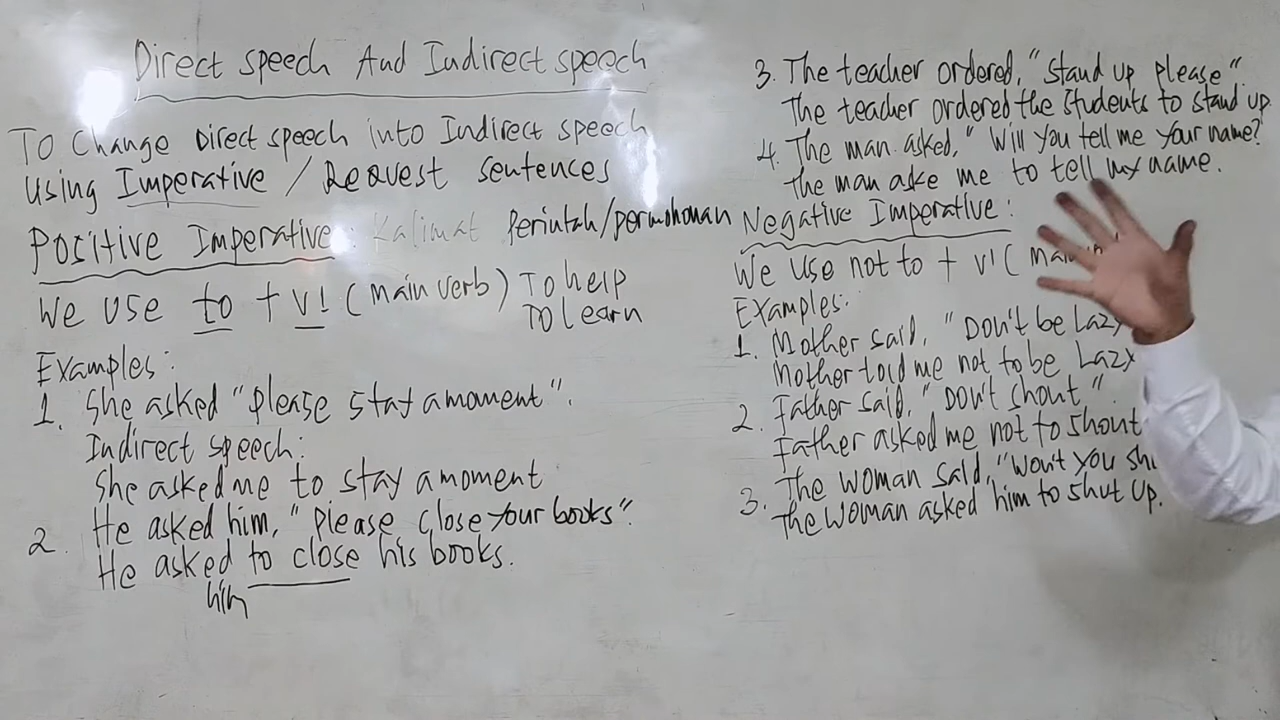 Direct speech And Indirect speech
To Change Direct speech into Indirect speech
Using Imperative / Request sentences
Positive Imperative : Kalimat Perintah/permohonan
We use to + V1 (main verb) To help
To learn
Examples:
1. She asked "please stay a moment".
Indirect speech:
She asked me to stay a moment
2. He asked him, "please close your books".
He asked to close his books.
him
3. The teacher ordered, "Stand up please"
The teacher ordered the students to stand up
4. The man asked, "Will you tell me your name?
The man aske me to tell my name.
Negative Imperative :
We use not to + V1 (
Examples:
1. Mother said, "Don't be Lazy
Mother told me not to be Lazy
2. Father said, "Don't shout".
Father asked me not to shout
3. The woman said, "Won't you
The woman asked him to shut up.